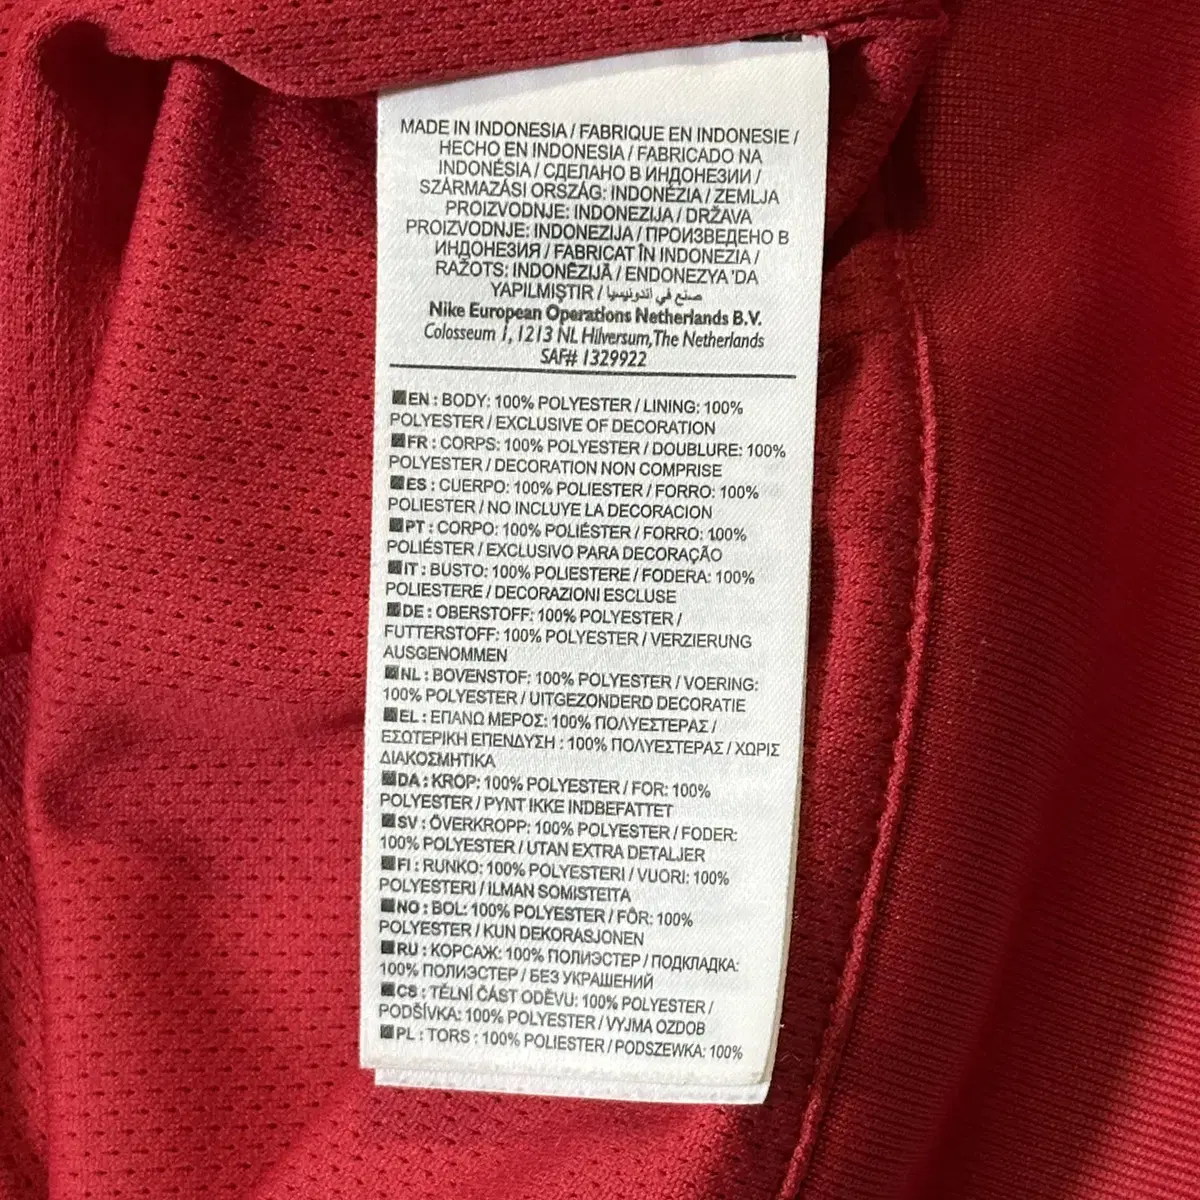 MADE IN INDONESIA / FABRIQUE EN INDONESIE /
HECHO EN INDONESIA / FABRICADO NA
INDONÉSIA / СДЕЛАНО В ИНДОНЕЗИИ /
SZÁRMAZÁSI ORSZÁG: INDONÉZIA / ZEMLJA
PROIZVODNJE: INDONEZIJA / DRŽAVA
PROIZVODNJE: INDONEZIJA / ПРОИЗВЕДЕНО В
ИНДОНЕЗИЯ / FABRICAT ÎN INDONEZIA /
RAŽOTS: INDONĒZIJĀ / ENDONEZYA'DA
YAPILMIŞTIR / صنع في اندونيسيا
Nike European Operations Netherlands B.V.
Colosseum 1, 1213 NL Hilversum, The Netherlands
SAF# 1329922
EN : BODY: 100% POLYESTER / LINING: 100%
POLYESTER / EXCLUSIVE OF DECORATION
FR : CORPS: 100% POLYESTER / DOUBLURE: 100%
POLYESTER / DECORATION NON COMPRISE
ES : CUERPO: 100% POLIESTER / FORRO: 100%
POLIESTER / NO INCLUYE LA DECORACION
PT : CORPO: 100% POLIÉSTER / FORRO: 100%
POLIÉSTER / EXCLUSIVO PARA DECORAÇÃO
IT : BUSTO: 100% POLIESTERE / FODERA: 100%
POLIESTERE / DECORAZIONI ESCLUSE
DE : OBERSTOFF: 100% POLYESTER /
FUTTERSTOFF: 100% POLYESTER / VERZIERUNG
AUSGENOMMEN
NL : BOVENSTOF: 100% POLYESTER / VOERING:
100% POLYESTER / UITGEZONDERD DECORATIE
EL : ΕΠΑΝΩ ΜΕΡΟΣ: 100% ΠΟΛΥΕΣΤΕΡΑΣ /
ΕΣΩΤΕΡΙΚΗ ΕΠΕΝΔΥΣΗ : 100% ΠΟΛΥΕΣΤΕΡΑΣ / ΧΩΡΙΣ
ΔΙΑΚΟΣΜΗΤΙΚΑ
DA : KROP: 100% POLYESTER / FOR: 100%
POLYESTER / PYNT IKKE INDBEFATTET
SV : ÖVERKROPP: 100% POLYESTER / FODER:
100% POLYESTER / UTAN EXTRA DETALJER
FI : RUNKO: 100% POLYESTERI / VUORI: 100%
POLYESTERI / ILMAN SOMISTEITA
NO : BOL: 100% POLYESTER / FÔR: 100%
POLYESTER / KUN DEKORASJONEN
RU : КОРСАЖ: 100% ПОЛИЭСТЕР / ПОДКЛАДКА:
100% ПОЛИЭСТЕР / БЕЗ УКРАШЕНИЙ
CS : TĚLNÍ ČÁST ODĚVU: 100% POLYESTER /
PODŠÍVKA: 100% POLYESTER / VYJMA OZDOB
PL : TORS : 100% POLIESTER / PODSZEWKA: 100%